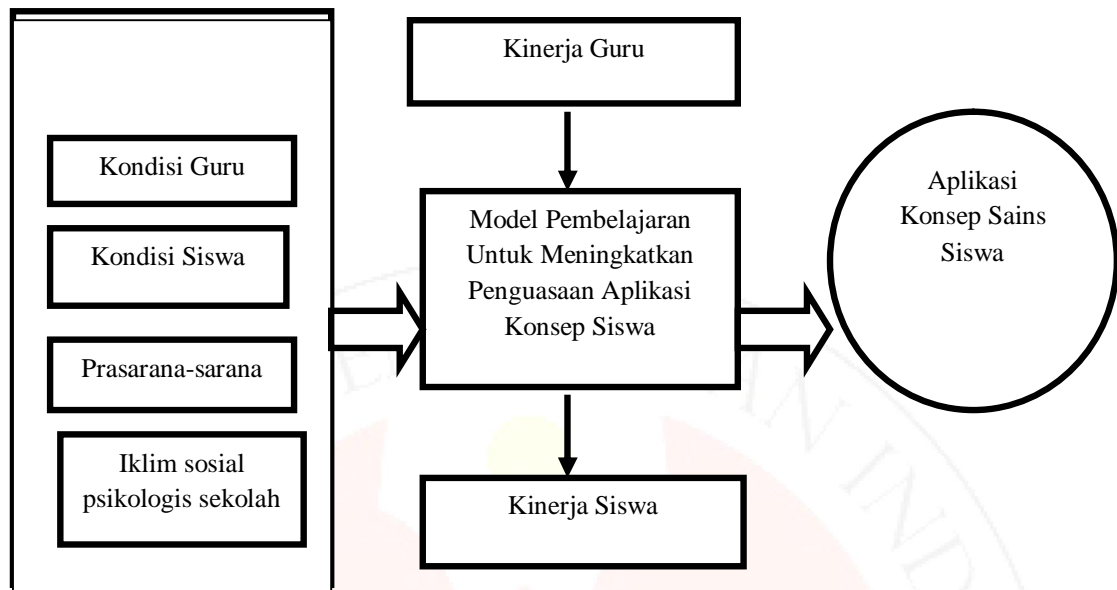 Kinerja Guru
Kondisi Guru
Kondisi Siswa
Prasarana-sarana
Iklim sosial
psikologis sekolah
Model Pembelajaran
Untuk Meningkatkan
Penguasaan Aplikasi
Konsep Siswa
Aplikasi
Konsep Sains
Siswa
Kinerja Siswa